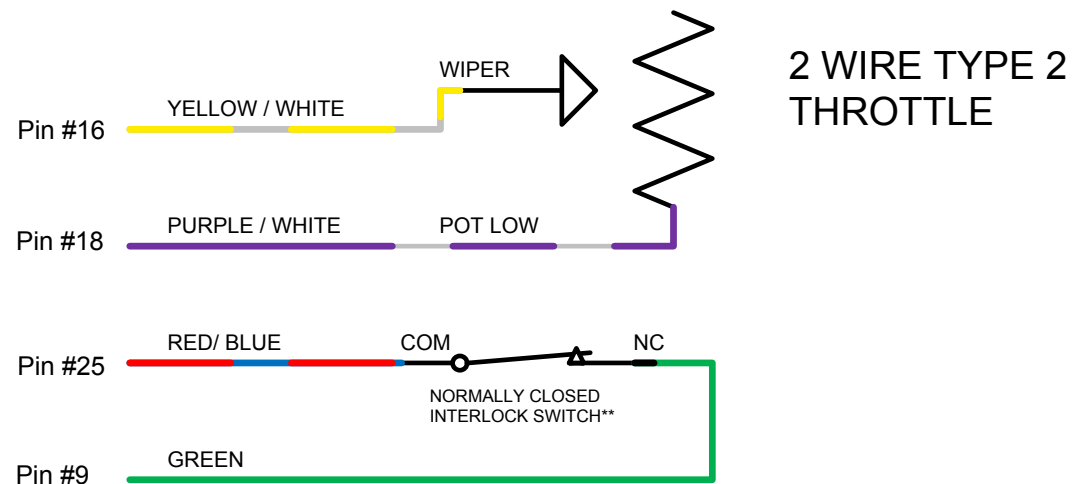 2 WIRE TYPE 2
THROTTLE
WIPER
YELLOW / WHITE
Pin #16
PURPLE / WHITE
POT LOW
Pin #18
RED/ BLUE
COM
NC
Pin #25
NORMALLY CLOSED
INTERLOCK SWITCH**
GREEN
Pin #9